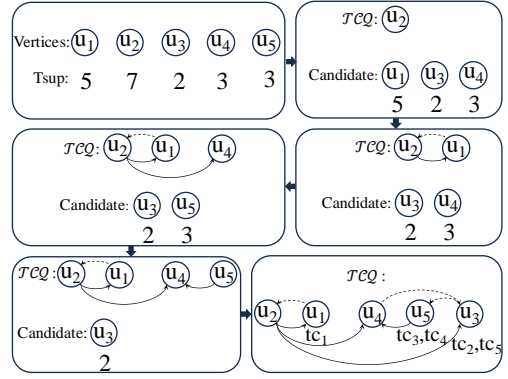 Vertices: u1 u2 u3 u4 u5
Tsup: 5 7 2 3 3
TCQ: u2
Candidate: u1 u3 u4
5 2 3
TCQ: u2 u1
Candidate: u3 u4
2 3
TCQ: u2 u1 u4
Candidate: u3 u5
2 3
TCQ: u2 u1 u4 u5
Candidate: u3
2
TCQ :
u2 u1 u4 u5 u3
tc1 tc3,tc4 tc2,tc5